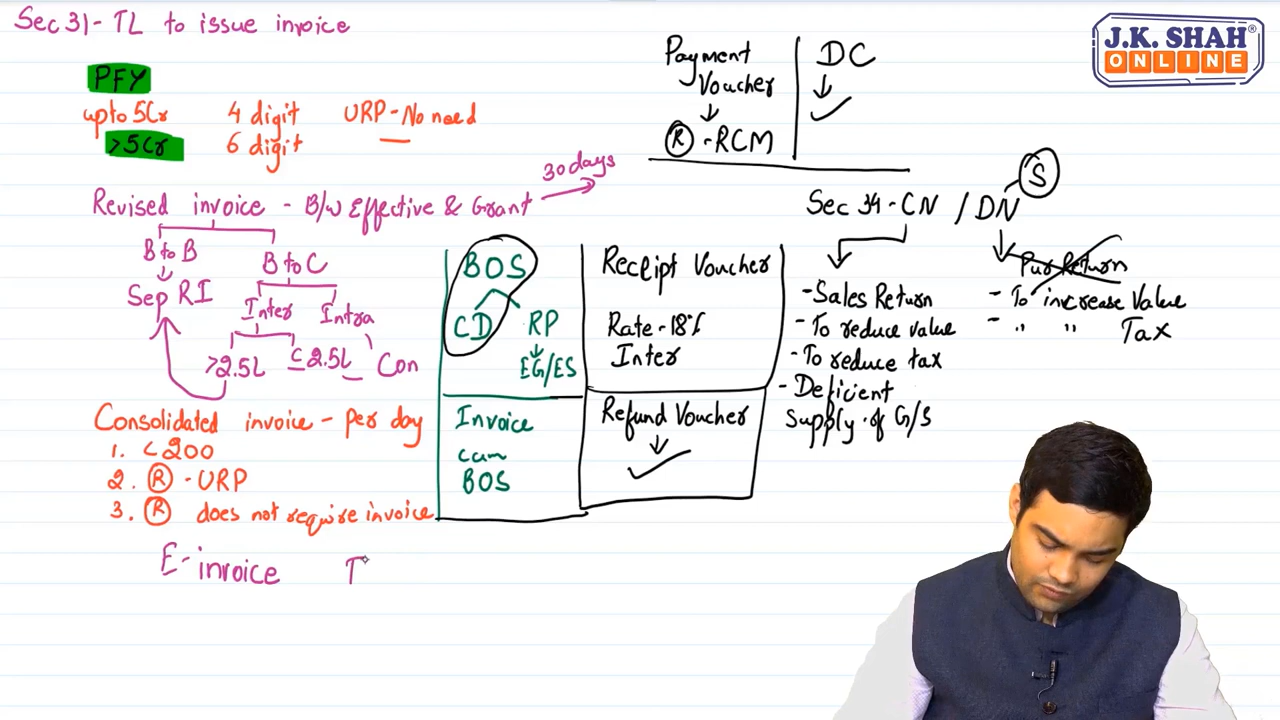 Sec 31 - TL to issue invoice
PFY
upto 5Cr 4 digit URP - No need
>5Cr 6 digit
Revised invoice - B/w Effective & Grant 30 days
B to B B to C
Sep RI Inter Intra
>2.5L ≤2.5L Con
Consolidated invoice - per day
1. <200
2. R - URP
3. R does not require invoice
E-invoice T
BOS
CD RP
EG/ES
Invoice
cum
BOS
Receipt Voucher
Rate - 18%
Inter
Refund Voucher
Payment
Voucher
R - RCM
DC
Sec 34 - CN / DN S
- Sales Return
- To reduce value
- To reduce tax
- Deficient
Supply of G/S
Pur Return
- To increase Value
- " " Tax
J.K. SHAH®
ONLINE